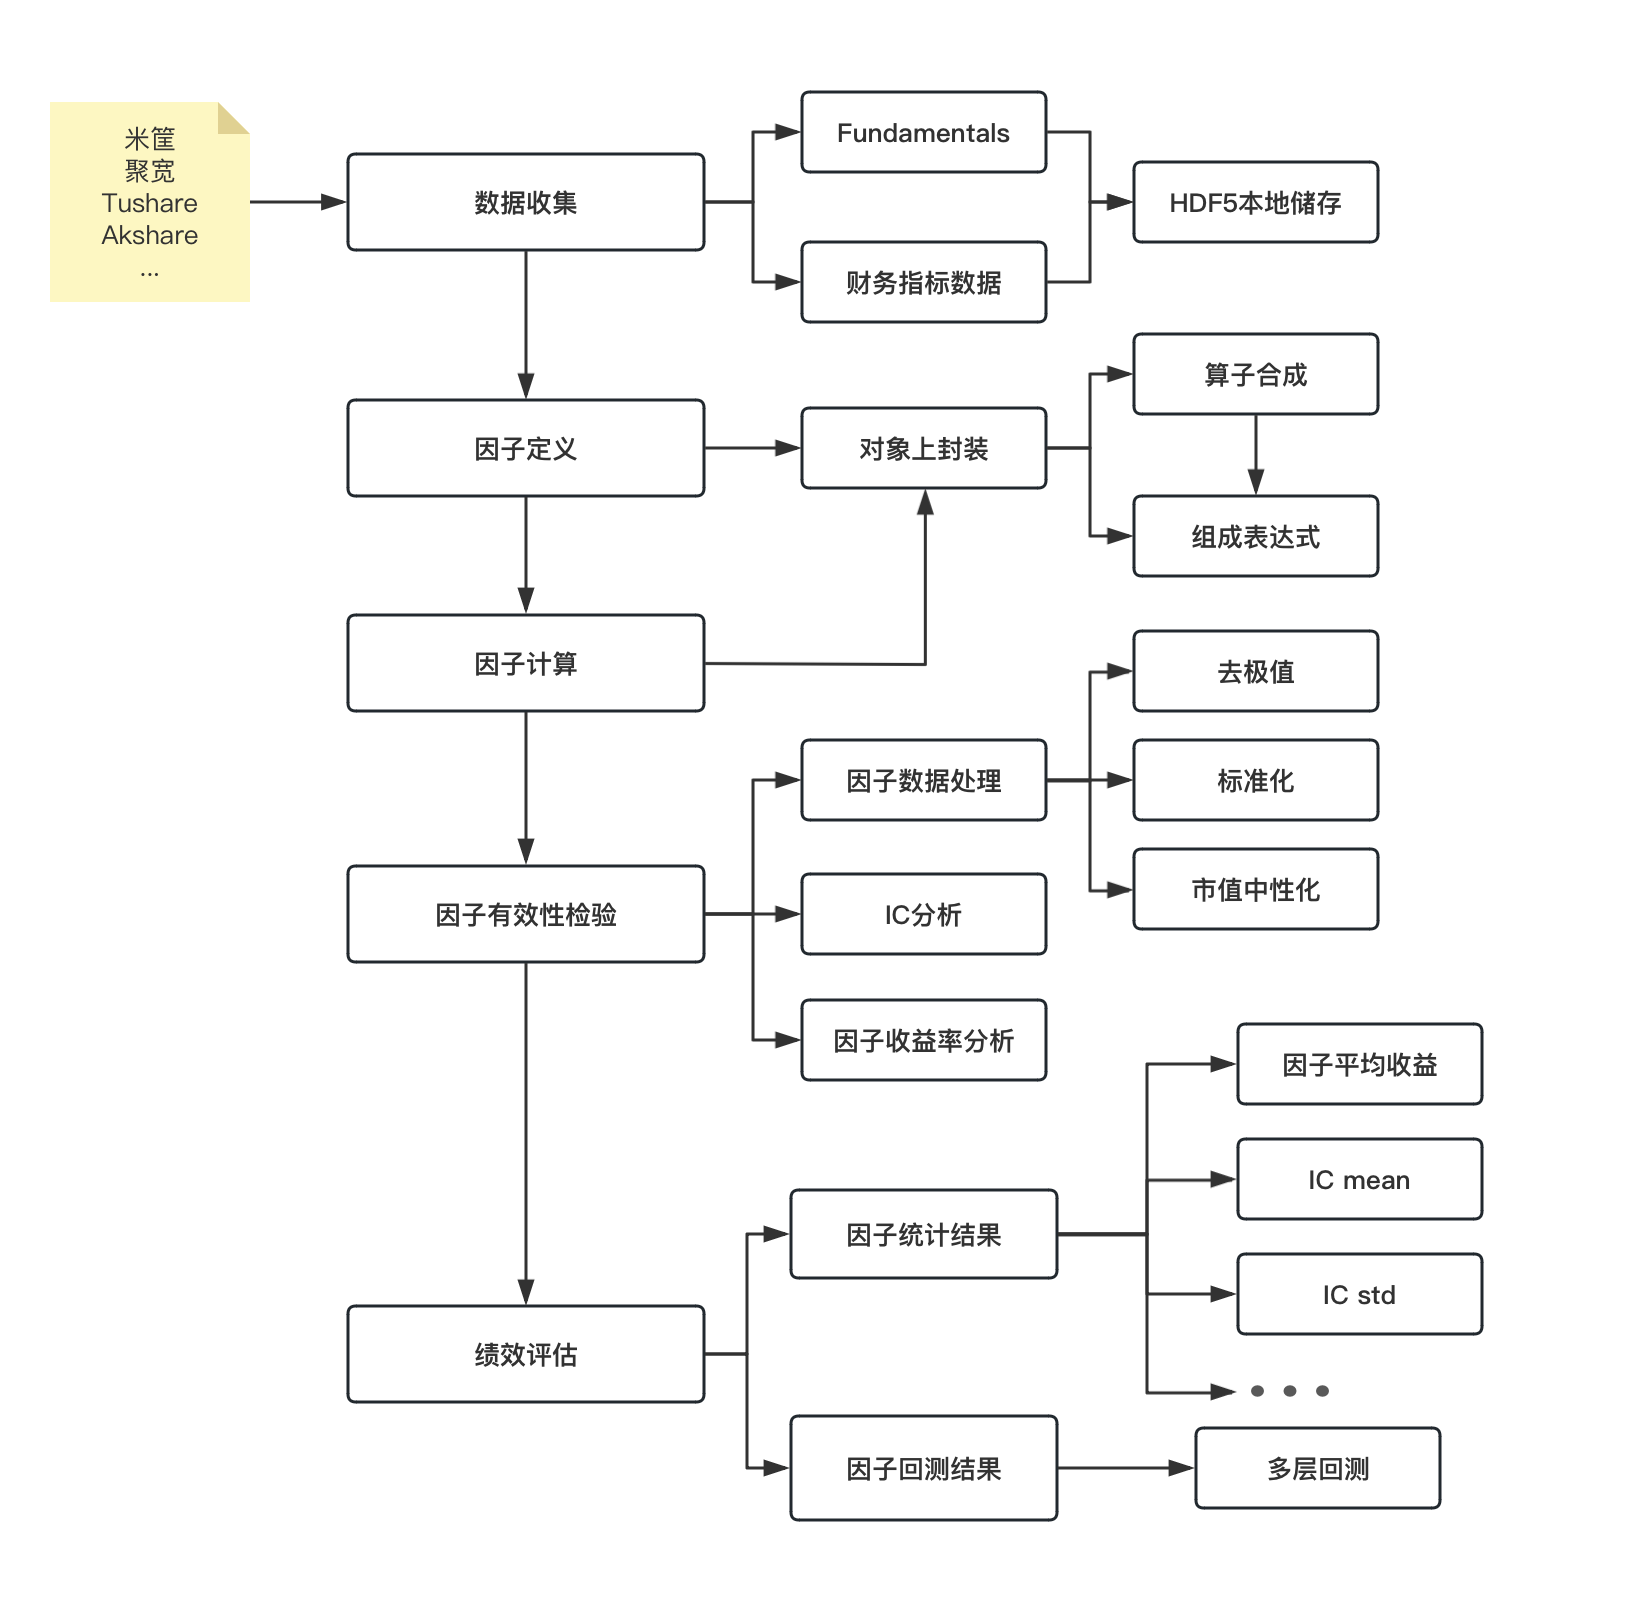 米筐
聚宽
Tushare
Akshare
...
数据收集
Fundamentals
财务指标数据
HDF5本地储存
因子定义
对象上封装
算子合成
组成表达式
因子计算
因子有效性检验
因子数据处理
去极值
标准化
市值中性化
IC分析
因子收益率分析
绩效评估
因子统计结果
因子平均收益
IC mean
IC std
• • •
因子回测结果
多层回测